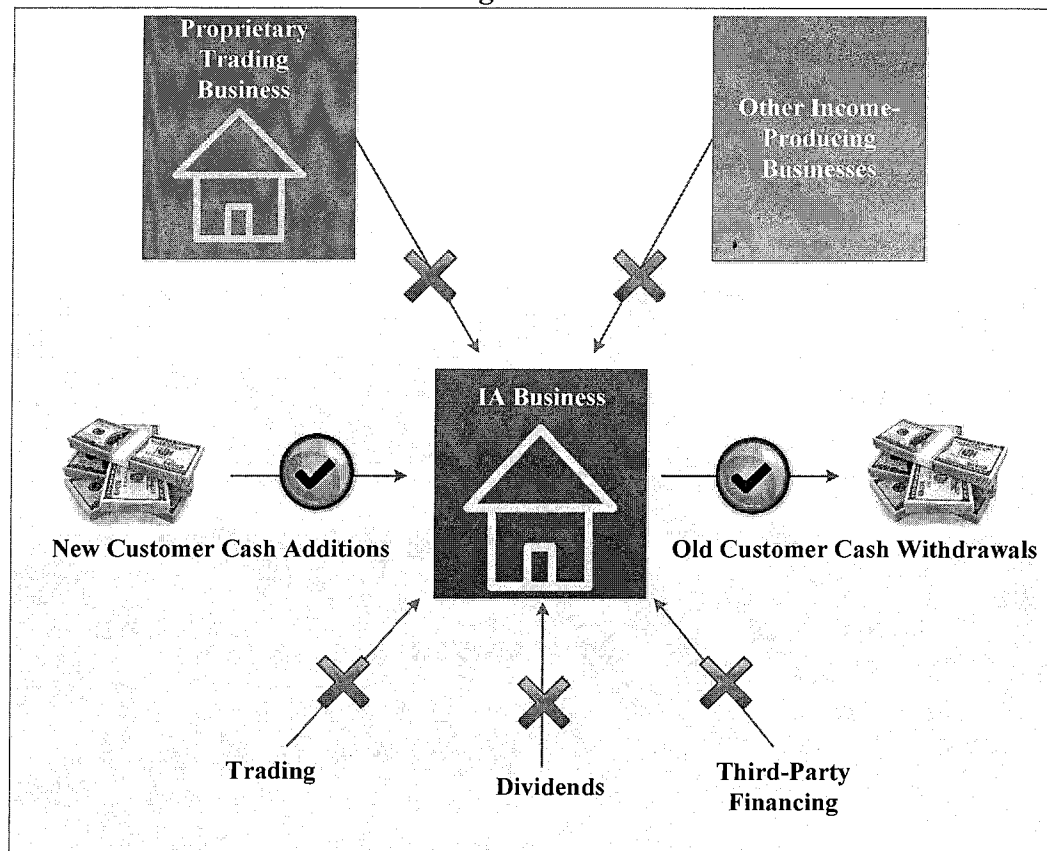 Proprietary
Trading
Business
Other Income-
Producing
Businesses
IA Business
New Customer Cash Additions
Old Customer Cash Withdrawals
Trading
Dividends
Third-Party
Financing